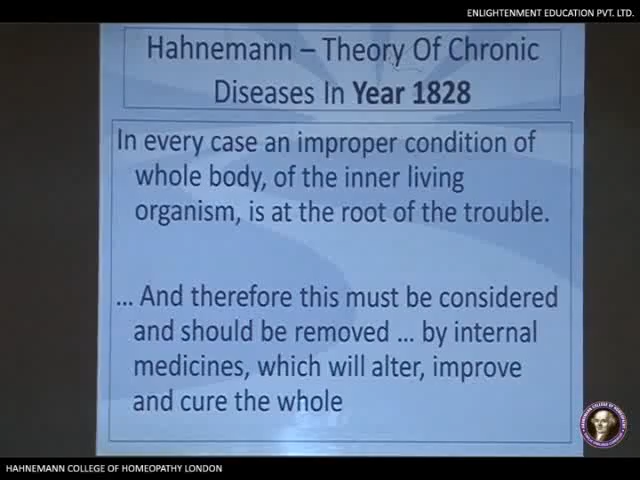 ENLIGHTENMENT EDUCATION PVT. LTD.
Hahnemann – Theory Of Chronic
Diseases In Year 1828
In every case an improper condition of
whole body, of the inner living
organism, is at the root of the trouble.
... And therefore this must be considered
and should be removed ... by internal
medicines, which will alter, improve
and cure the whole
HAHNEMANN COLLEGE OF HOMEOPATHY LONDON